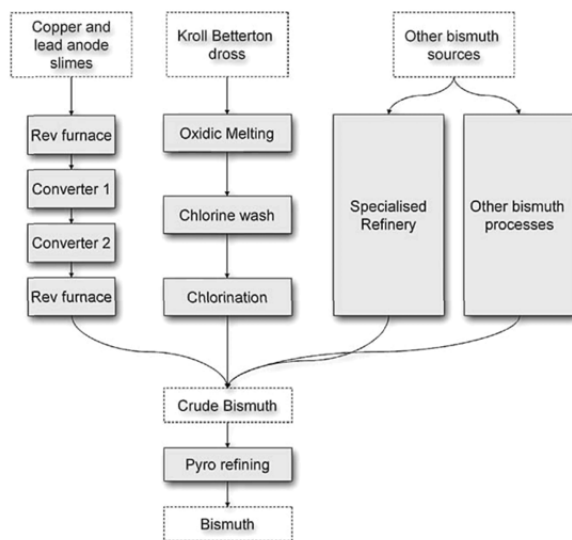 Copper and
lead anode
slimes
Kroll Betterton
dross
Other bismuth
sources
Rev furnace
Oxidic Melting
Converter 1
Chlorine wash
Specialised
Refinery
Other bismuth
processes
Converter 2
Rev furnace
Chlorination
Crude Bismuth
Pyro refining
Bismuth